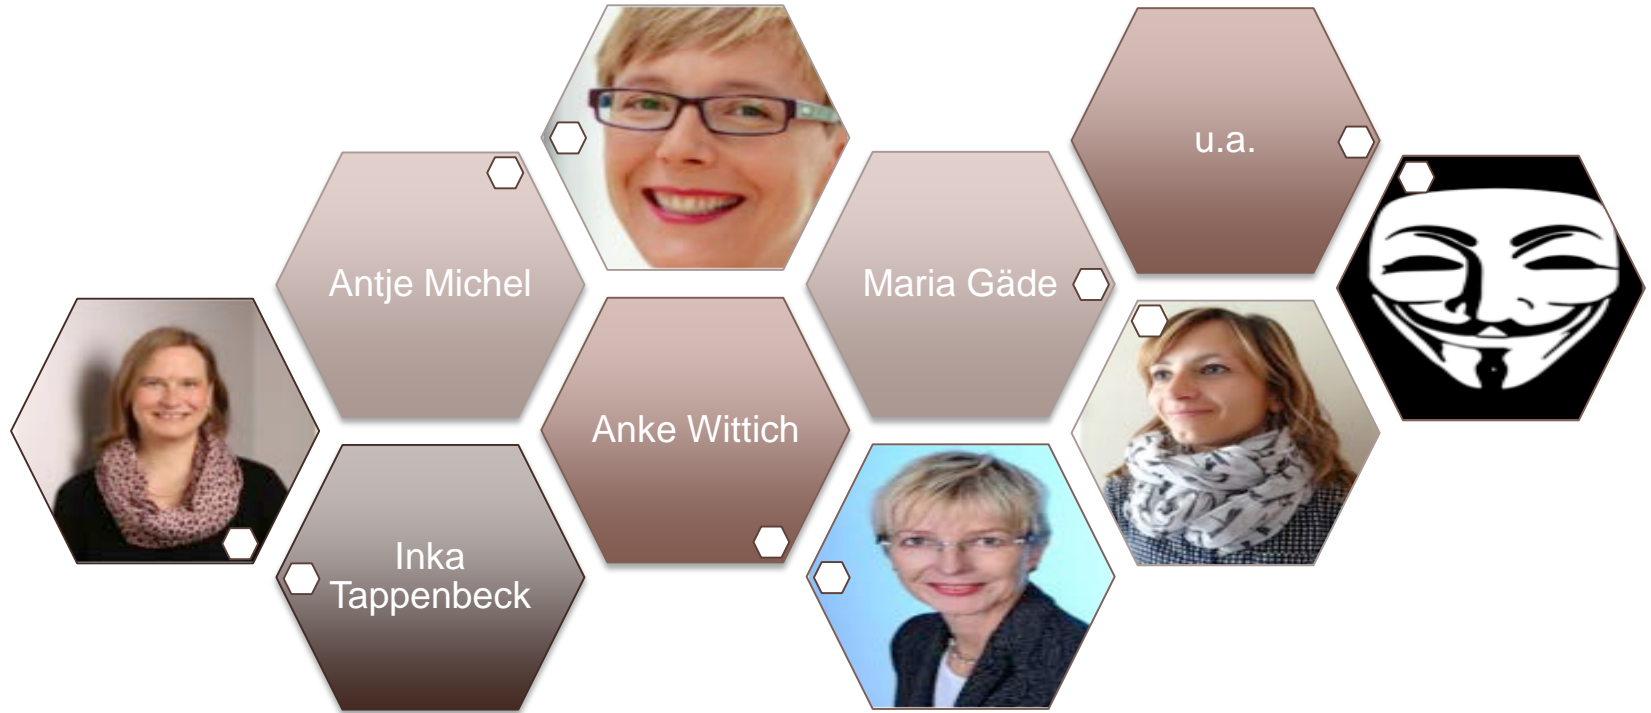 u.a.
Antje Michel
Maria Gäde
Anke Wittich
Inka
Tappenbeck